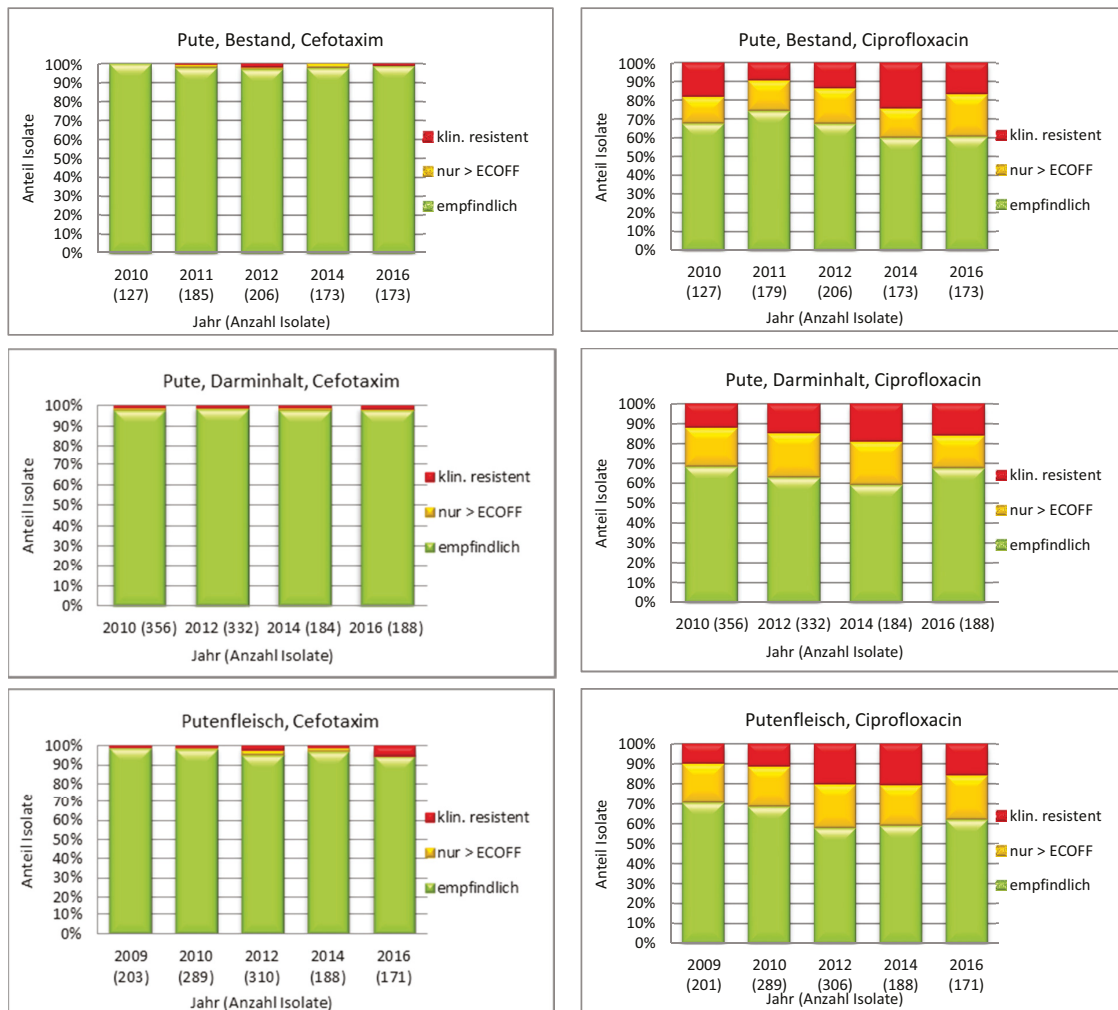 Pute, Bestand, Cefotaxim
Anteil Isolate
100%
90%
80%
70%
60%
50%
40%
30%
20%
10%
0%
klin. resistent
nur > ECOFF
empfindlich
2010 2011 2012 2014 2016
(127) (185) (206) (173) (173)
Jahr (Anzahl Isolate)
Pute, Bestand, Ciprofloxacin
Anteil Isolate
100%
90%
80%
70%
60%
50%
40%
30%
20%
10%
0%
klin. resistent
nur > ECOFF
empfindlich
2010 2011 2012 2014 2016
(127) (179) (206) (173) (173)
Jahr (Anzahl Isolate)
Pute, Darminhalt, Cefotaxim
Anteil Isolate
100%
90%
80%
70%
60%
50%
40%
30%
20%
10%
0%
klin. resistent
nur > ECOFF
empfindlich
2010 (356) 2012 (332) 2014 (184) 2016 (188)
Jahr (Anzahl Isolate)
Pute, Darminhalt, Ciprofloxacin
Anteil Isolate
100%
90%
80%
70%
60%
50%
40%
30%
20%
10%
0%
klin. resistent
nur > ECOFF
empfindlich
2010 (356) 2012 (332) 2014 (184) 2016 (188)
Jahr (Anzahl Isolate)
Putenfleisch, Cefotaxim
Anteil Isolate
100%
90%
80%
70%
60%
50%
40%
30%
20%
10%
0%
klin. resistent
nur > ECOFF
empfindlich
2009 2010 2012 2014 2016
(203) (289) (310) (188) (171)
Jahr (Anzahl Isolate)
Putenfleisch, Ciprofloxacin
Anteil Isolate
100%
90%
80%
70%
60%
50%
40%
30%
20%
10%
0%
klin. resistent
nur > ECOFF
empfindlich
2009 2010 2012 2014 2016
(201) (289) (306) (188) (171)
Jahr (Anzahl Isolate)